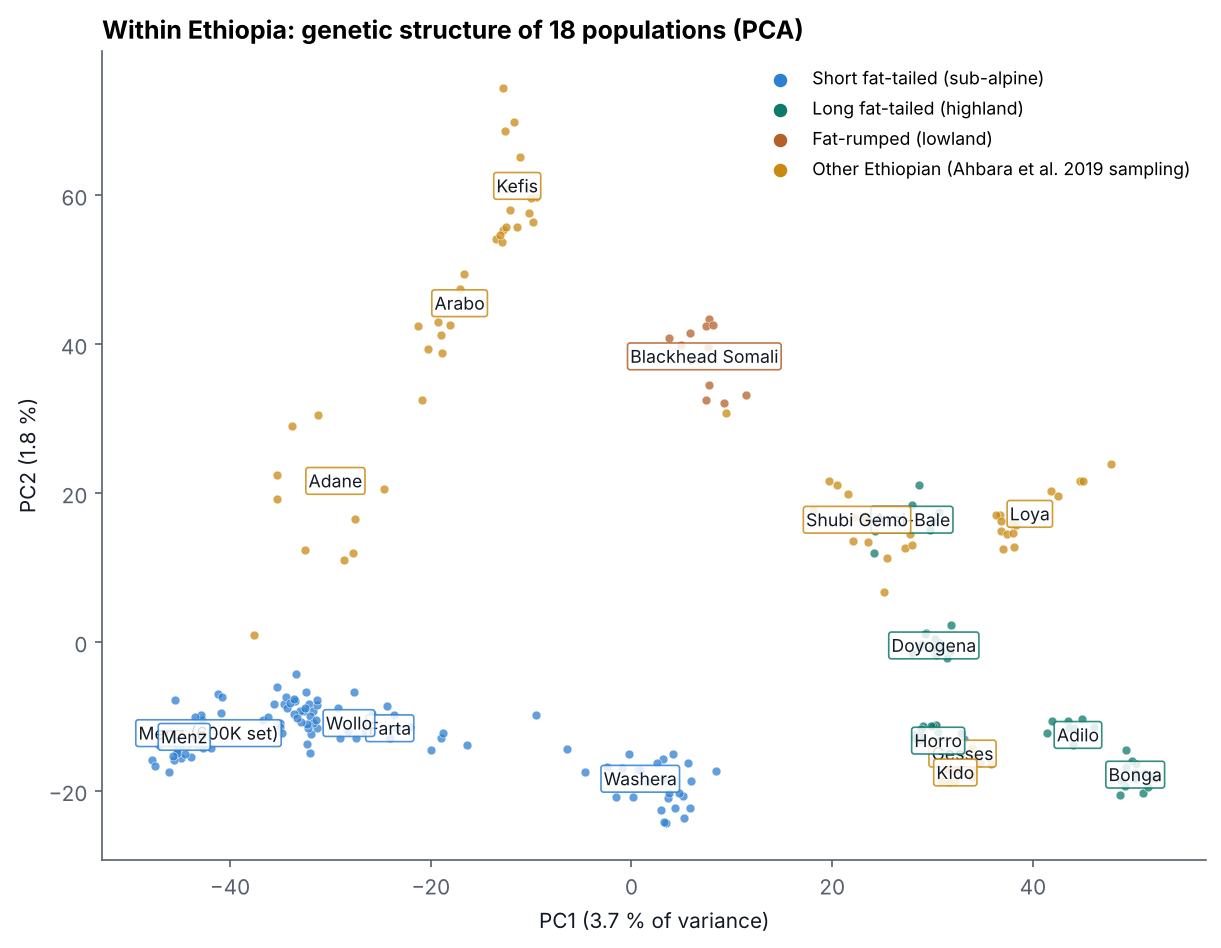 Within Ethiopia: genetic structure of 18 populations (PCA)
Short fat-tailed (sub-alpine)
Long fat-tailed (highland)
Fat-rumped (lowland)
Other Ethiopian (Ahbara et al. 2019 sampling)
Kefis
Arabo
Blackhead Somali
Adane
Shubi Gemo
-Bale
Loya
Doyogena
Wollo
Menz
00K set)
Washera
Horro
Kido
Adilo
Bonga
60
40
20
0
−20
−40
−20
0
20
40
PC1 (3.7 % of variance)
PC2 (1.8 %)